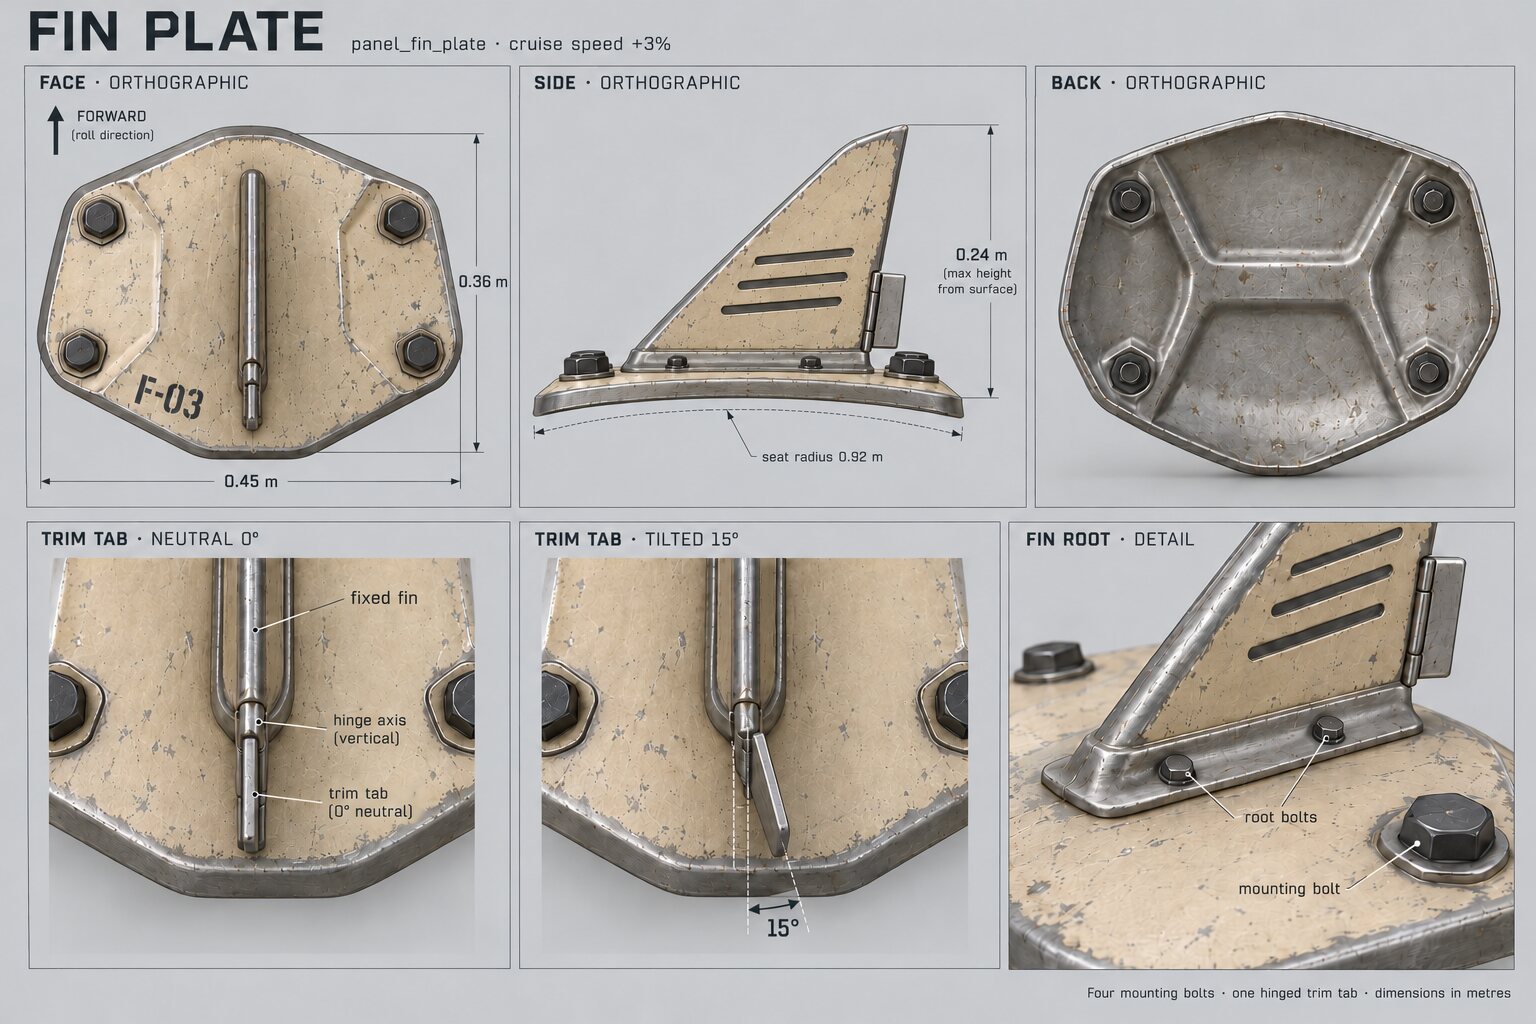 FIN PLATE
panel_fin_plate · cruise speed +3%
FACE · ORTHOGRAPHIC
FORWARD
(roll direction)
F-03
0.36 m
0.45 m
SIDE · ORTHOGRAPHIC
0.24 m
(max height
from surface)
seat radius 0.92 m
BACK · ORTHOGRAPHIC
TRIM TAB · NEUTRAL 0°
fixed fin
hinge axis
(vertical)
trim tab
(0° neutral)
TRIM TAB · TILTED 15°
15°
FIN ROOT · DETAIL
root bolts
mounting bolt
Four mounting bolts · one hinged trim tab · dimensions in metres